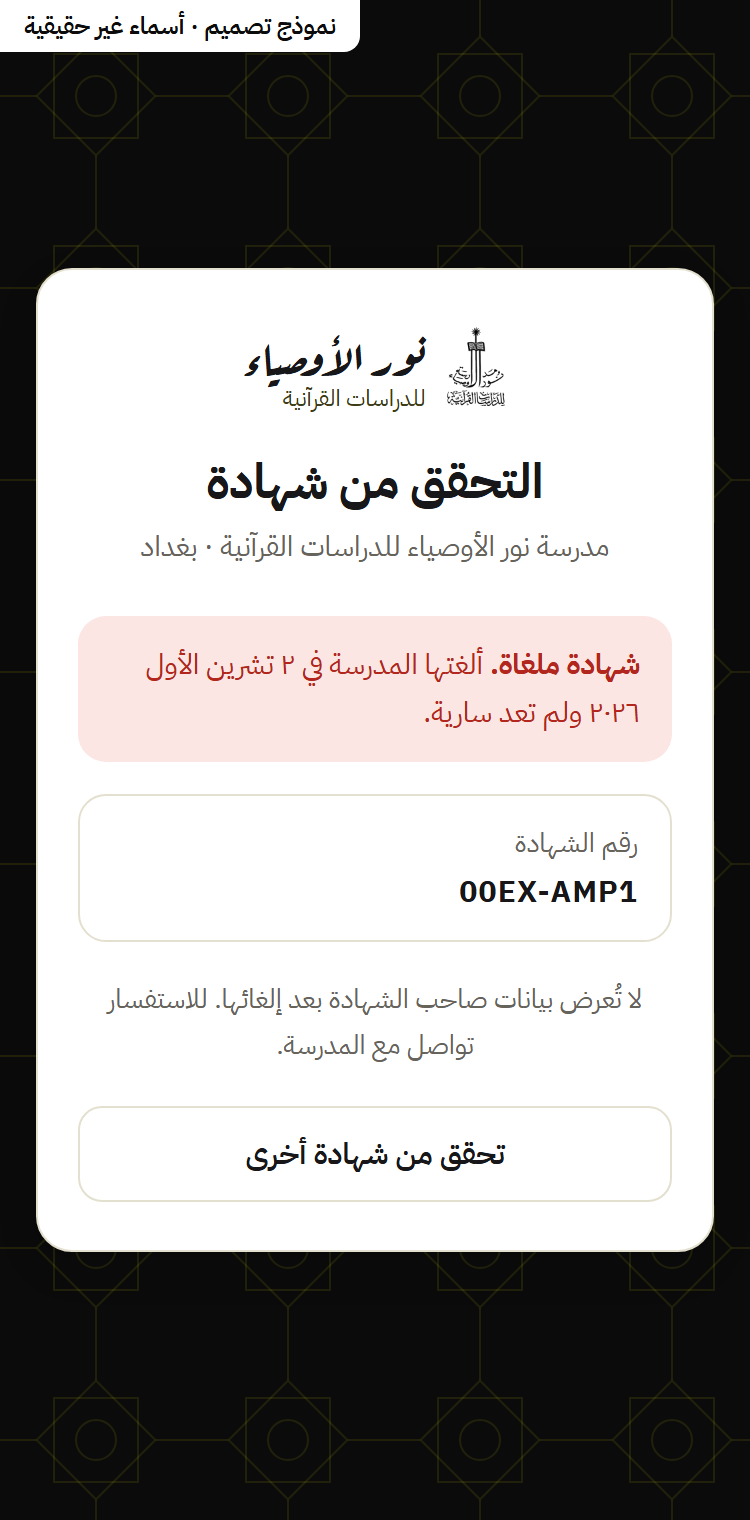 نموذج تصميم · أسماء غير حقيقية
نور الأوصياء
للدراسات القرآنية
التحقق من شهادة
مدرسة نور الأوصياء للدراسات القرآنية · بغداد
شهادة ملغاة. ألغتها المدرسة في ٢ تشرين الأول
٢٠٢٦ ولم تعد سارية.
رقم الشهادة
00EX-AMP1
لا تُعرض بيانات صاحب الشهادة بعد إلغائها. للاستفسار
تواصل مع المدرسة.
تحقق من شهادة أخرى